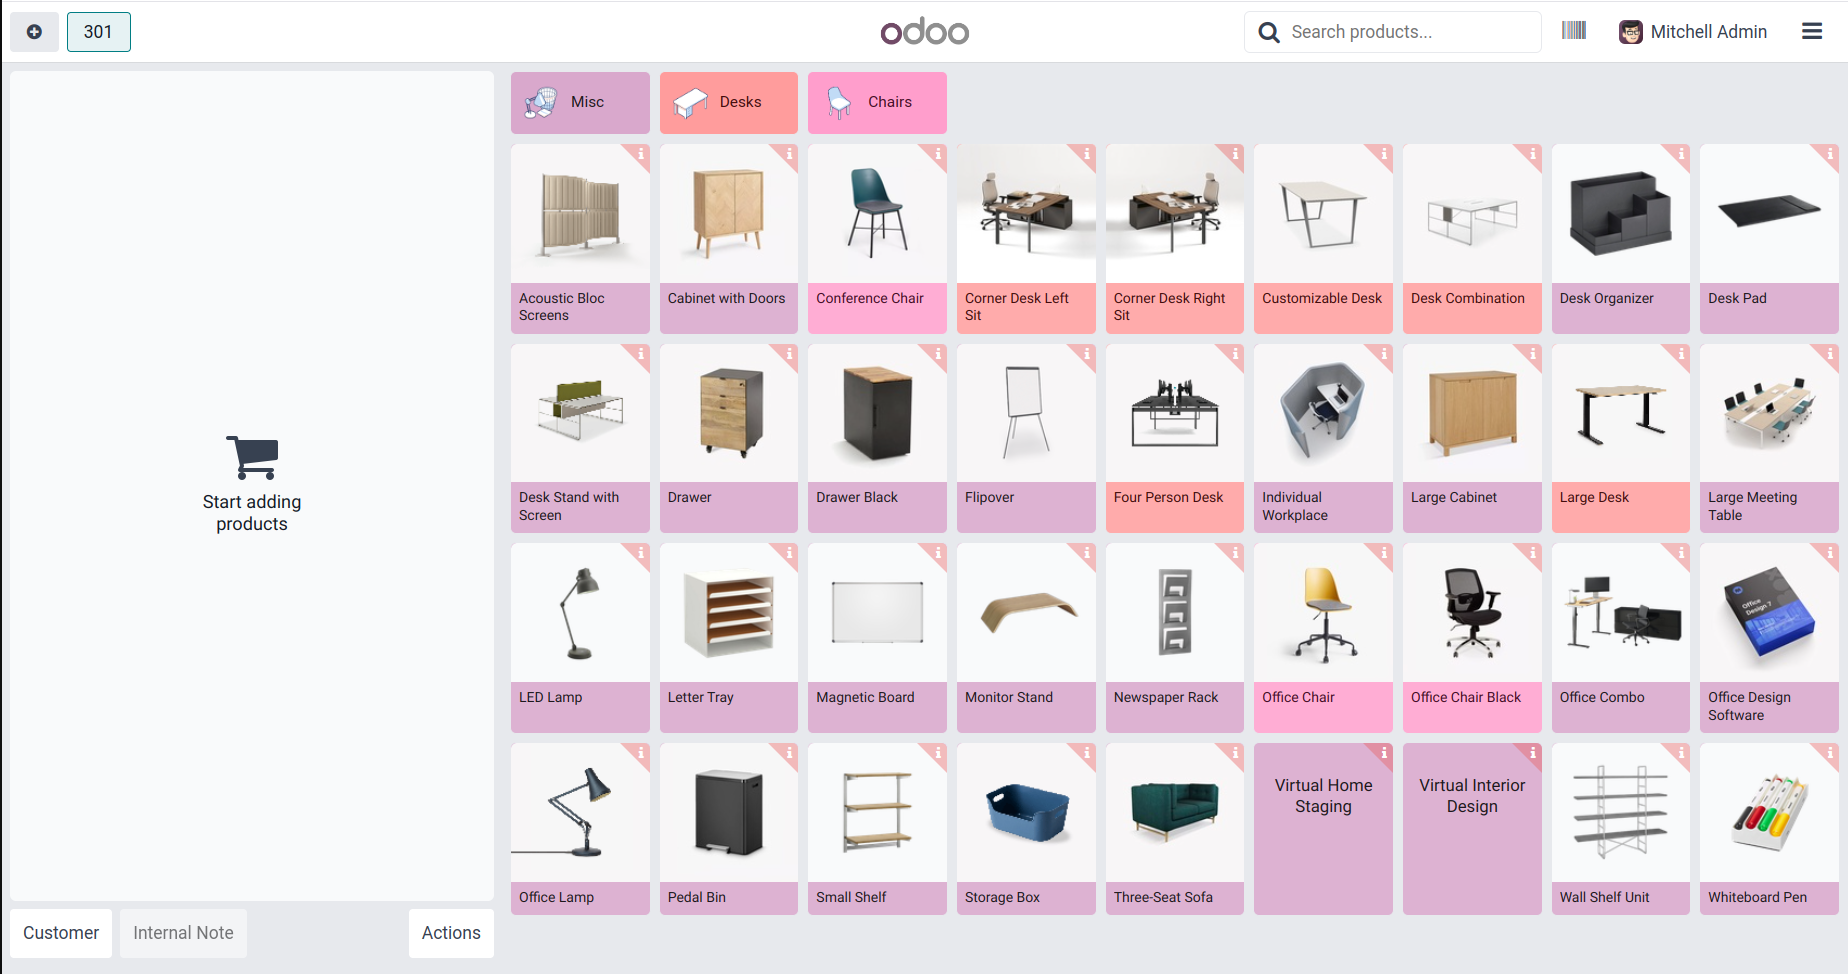 301
odoo
Search products...
Mitchell Admin
Misc
Desks
Chairs
Acoustic Bloc
Screens
Cabinet with Doors
Conference Chair
Corner Desk Left
Sit
Corner Desk Right
Sit
Customizable Desk
Desk Combination
Desk Organizer
Desk Pad
Desk Stand with
Screen
Drawer
Drawer Black
Flipover
Four Person Desk
Individual
Workplace
Large Cabinet
Large Desk
Large Meeting
Table
Start adding
products
LED Lamp
Letter Tray
Magnetic Board
Monitor Stand
Newspaper Rack
Office Chair
Office Chair Black
Office Combo
Office
Design 7
Office Design
Software
Office Lamp
Pedal Bin
Small Shelf
Storage Box
Three-Seat Sofa
Virtual Home
Staging
Virtual Interior
Design
Wall Shelf Unit
Whiteboard Pen
Customer
Internal Note
Actions